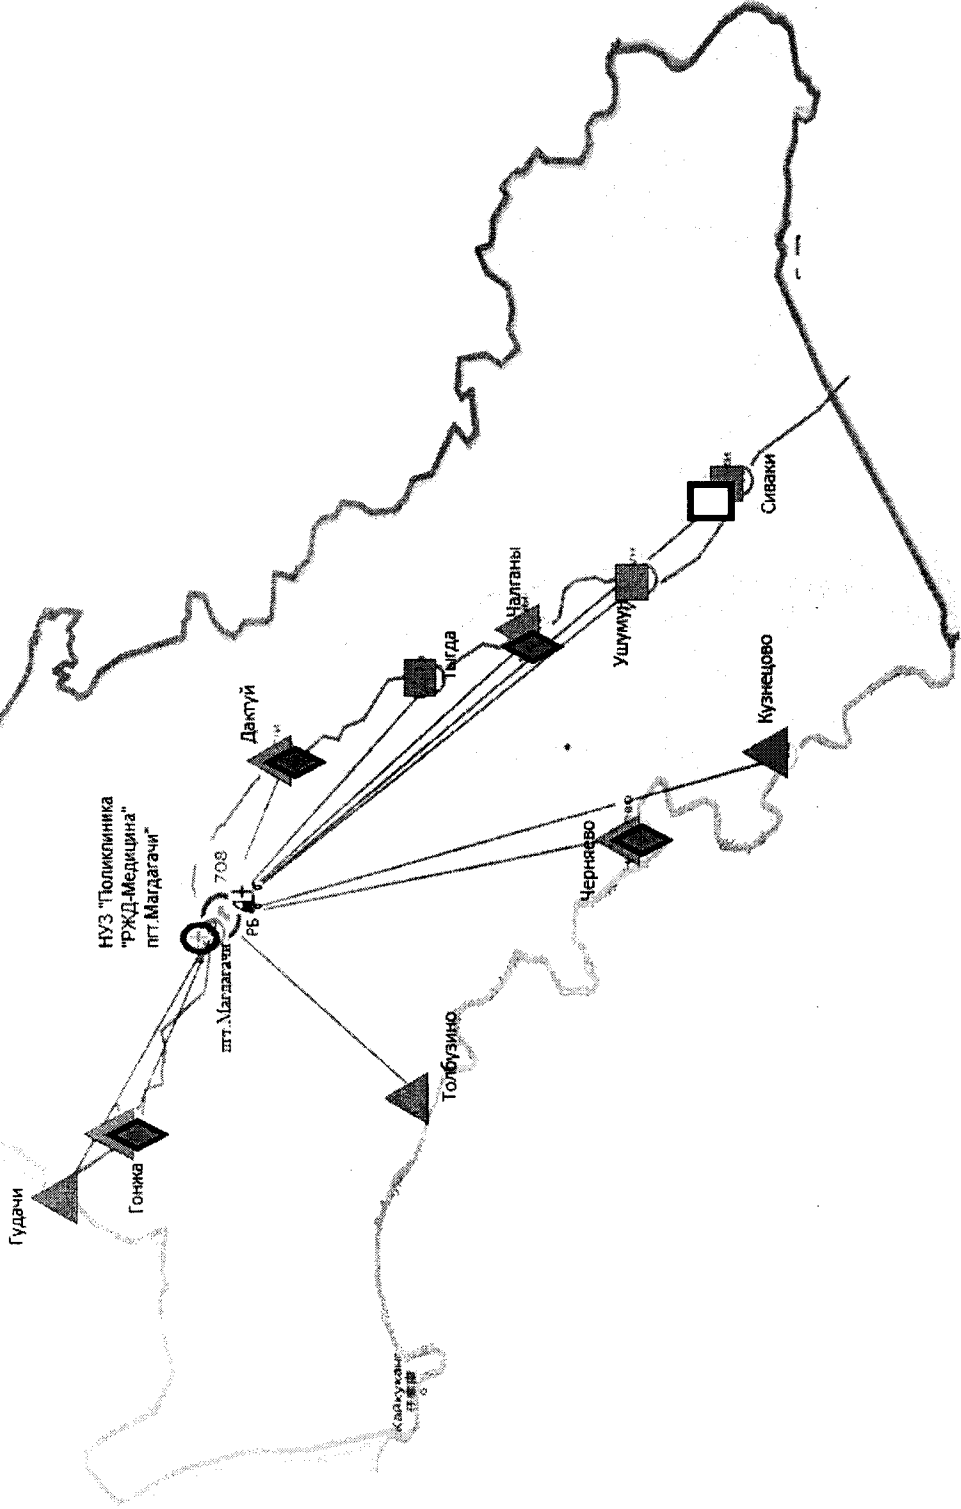 НУЗ "Поликлиника
"РЖД-Медицина"
пгт.Магдагачи"
708
РБ
пгт.Магдагачи
Гудачи
Гонжа
Толбузино
Дактуй
Тыгда
Чалганы
Ушумун
Сиваки
Черняево
Кузнецово